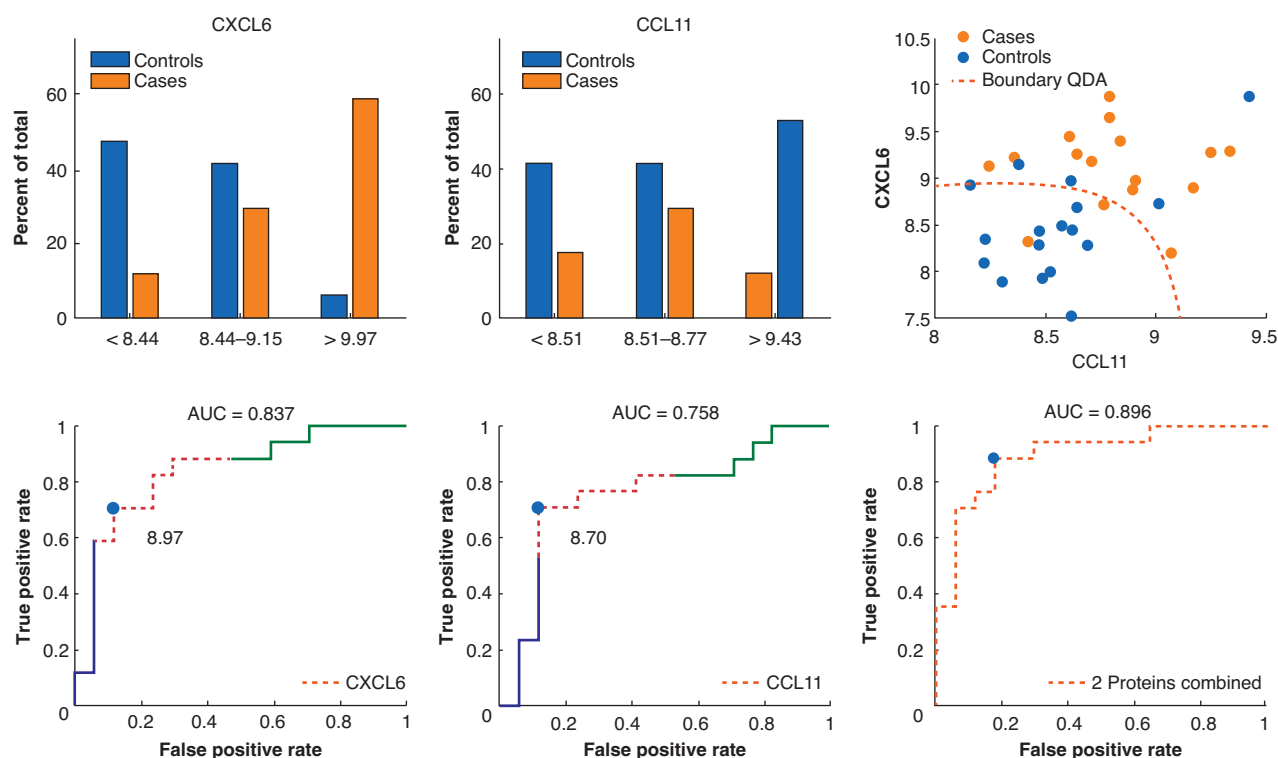 CXCL6
Controls
Cases
Percent of total
60
40
20
0
< 8.44
8.44–9.15
> 9.97
CCL11
Controls
Cases
Percent of total
60
40
20
0
< 8.51
8.51–8.77
> 9.43
Cases
Controls
Boundary QDA
CXCL6
10.5
10
9.5
9
8.5
8
7.5
8
8.5
9
9.5
CCL11
AUC = 0.837
True positive rate
1
0.8
0.6
0.4
0.2
0
8.97
CXCL6
0.2
0.4
0.6
0.8
1
False positive rate
AUC = 0.758
True positive rate
1
0.8
0.6
0.4
0.2
0
8.70
CCL11
0.2
0.4
0.6
0.8
1
False positive rate
AUC = 0.896
True positive rate
1
0.8
0.6
0.4
0.2
0
2 Proteins combined
0.2
0.4
0.6
0.8
1
False positive rate